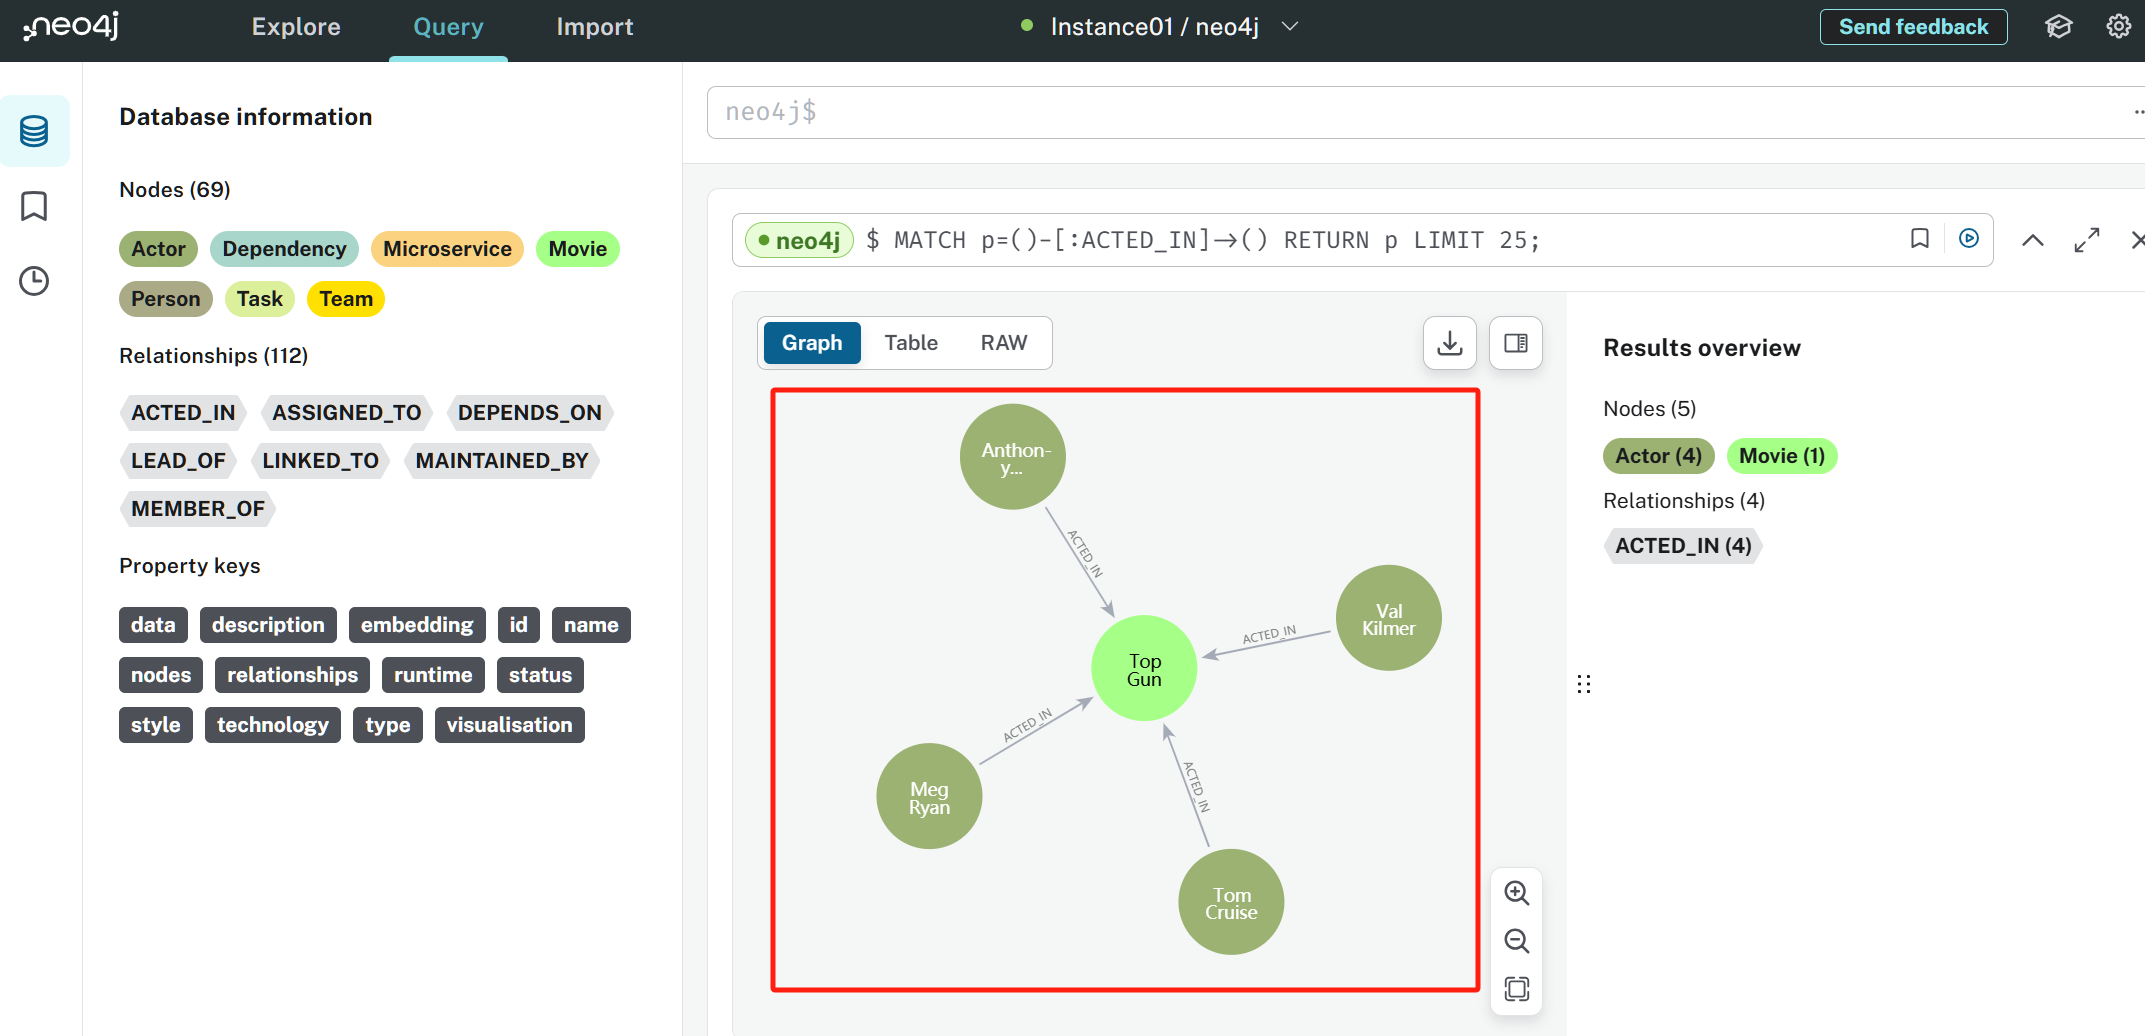 neo4j
Explore
Query
Import
Instance01 / neo4j
Send feedback
Database information
Nodes (69)
Actor Dependency Microservice Movie
Person Task Team
Relationships (112)
ACTED_IN ASSIGNED_TO DEPENDS_ON
LEAD_OF LINKED_TO MAINTAINED_BY
MEMBER_OF
Property keys
data description embedding id name
nodes relationships runtime status
style technology type visualisation
neo4j$
neo4j $ MATCH p=()-[:ACTED_IN]->() RETURN p LIMIT 25;
Graph Table RAW
Anthon-
y...
ACTED_IN
Val
Kilmer
ACTED_IN
Top
Gun
ACTED_IN
Meg
Ryan
ACTED_IN
Tom
Cruise
Results overview
Nodes (5)
Actor (4) Movie (1)
Relationships (4)
ACTED_IN (4)